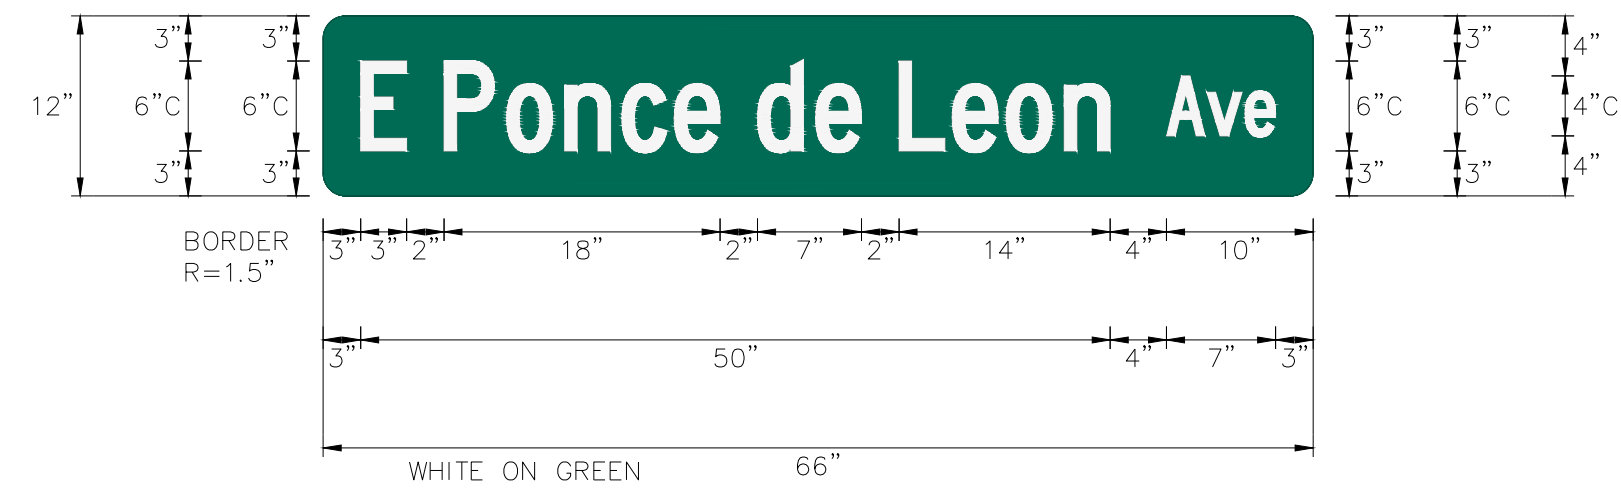 3” 3” 3” 3” 4”
12” 6”C 6”C E Ponce de Leon Ave 6”C 6”C 4”C
3” 3” 3” 3” 4”
BORDER
R=1.5”
3” 3” 2” 18” 2” 7” 2” 14” 4” 10”
3” 50” 4” 7” 3”
66”
WHITE ON GREEN